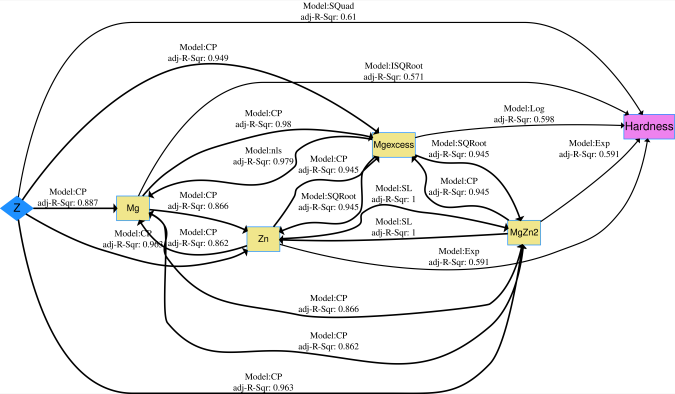 Model:SQuad
adj-R-Sqr: 0.61
Model:CP
adj-R-Sqr: 0.949
Model:ISQRoot
adj-R-Sqr: 0.571
Model:CP
adj-R-Sqr: 0.98
Model:Log
adj-R-Sqr: 0.598
Hardness
Mgexcess
Model:nls
adj-R-Sqr: 0.979
Model:SQRoot
adj-R-Sqr: 0.945
Model:Exp
adj-R-Sqr: 0.591
Model:CP
adj-R-Sqr: 0.945
Model:CP
adj-R-Sqr: 0.887
Model:CP
adj-R-Sqr: 0.866
Model:SQRoot
adj-R-Sqr: 0.945
Model:SL
adj-R-Sqr: 1
Model:CP
adj-R-Sqr: 0.945
Z
Mg
Model:CP
adj-R-Sqr: 0.963
Model:CP
adj-R-Sqr: 0.862
Zn
Model:SL
adj-R-Sqr: 1
MgZn2
Model:Exp
adj-R-Sqr: 0.591
Model:CP
adj-R-Sqr: 0.866
Model:CP
adj-R-Sqr: 0.862
Model:CP
adj-R-Sqr: 0.963